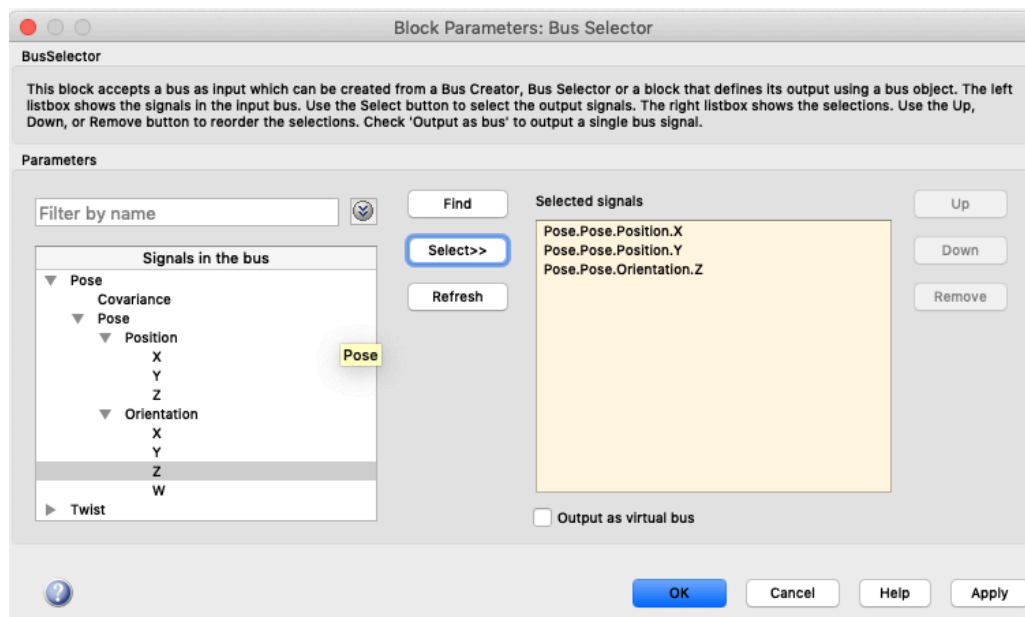 Block Parameters: Bus Selector
BusSelector
This block accepts a bus as input which can be created from a Bus Creator, Bus Selector or a block that defines its output using a bus object. The left
listbox shows the signals in the input bus. Use the Select button to select the output signals. The right listbox shows the selections. Use the Up,
Down, or Remove button to reorder the selections. Check 'Output as bus' to output a single bus signal.
Parameters
Filter by name
Signals in the bus
Pose
Covariance
Pose
Position
X
Y
Z
Orientation
X
Y
Z
W
Twist
Pose
Find
Select>>
Refresh
Selected signals
Pose.Pose.Position.X
Pose.Pose.Position.Y
Pose.Pose.Orientation.Z
Output as virtual bus
Up
Down
Remove
?
OK
Cancel
Help
Apply